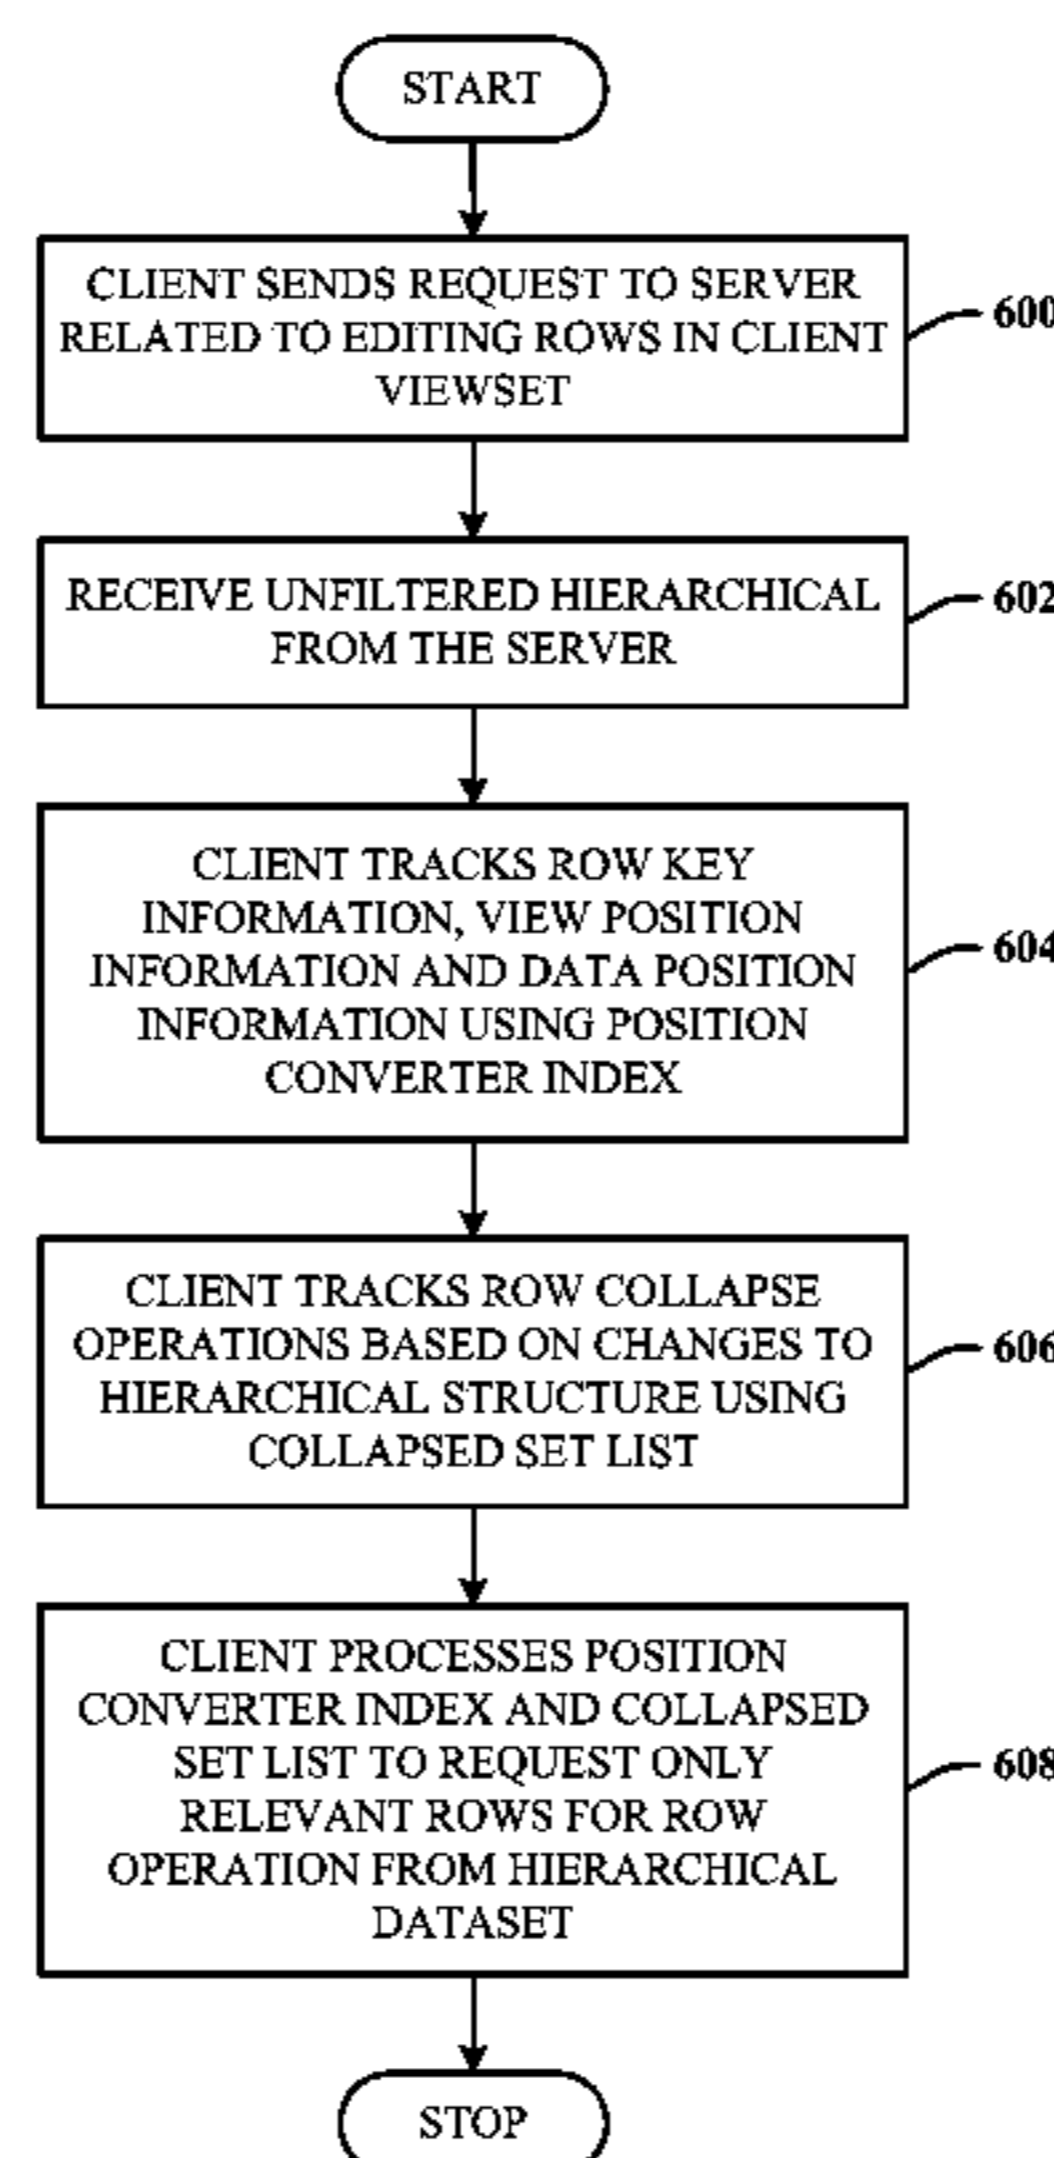 START
CLIENT SENDS REQUEST TO SERVER
RELATED TO EDITING ROWS IN CLIENT
VIEWSET
600
RECEIVE UNFILTERED HIERARCHICAL
FROM THE SERVER
602
CLIENT TRACKS ROW KEY
INFORMATION, VIEW POSITION
INFORMATION AND DATA POSITION
INFORMATION USING POSITION
CONVERTER INDEX
604
CLIENT TRACKS ROW COLLAPSE
OPERATIONS BASED ON CHANGES TO
HIERARCHICAL STRUCTURE USING
COLLAPSED SET LIST
606
CLIENT PROCESSES POSITION
CONVERTER INDEX AND COLLAPSED
SET LIST TO REQUEST ONLY
RELEVANT ROWS FOR ROW
OPERATION FROM HIERARCHICAL
DATASET
608
STOP